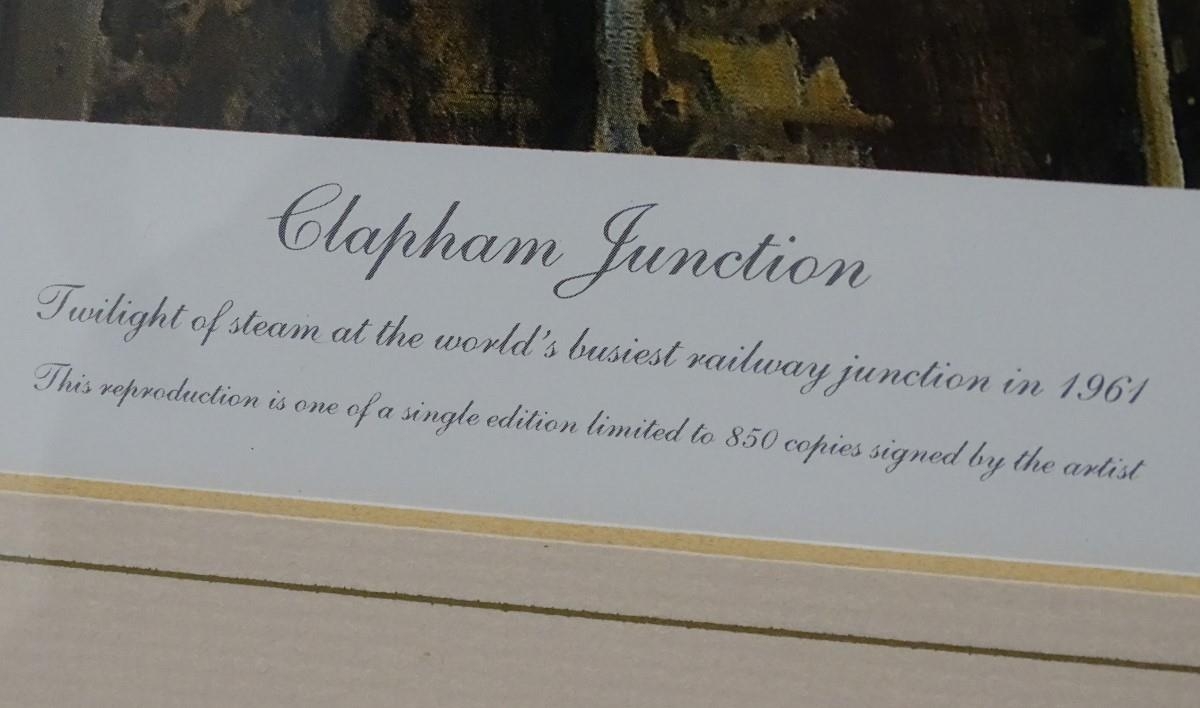 Clapham Junction
Twilight of steam at the world's busiest railway junction in 1961
This reproduction is one of a single edition limited to 850 copies signed by the artist